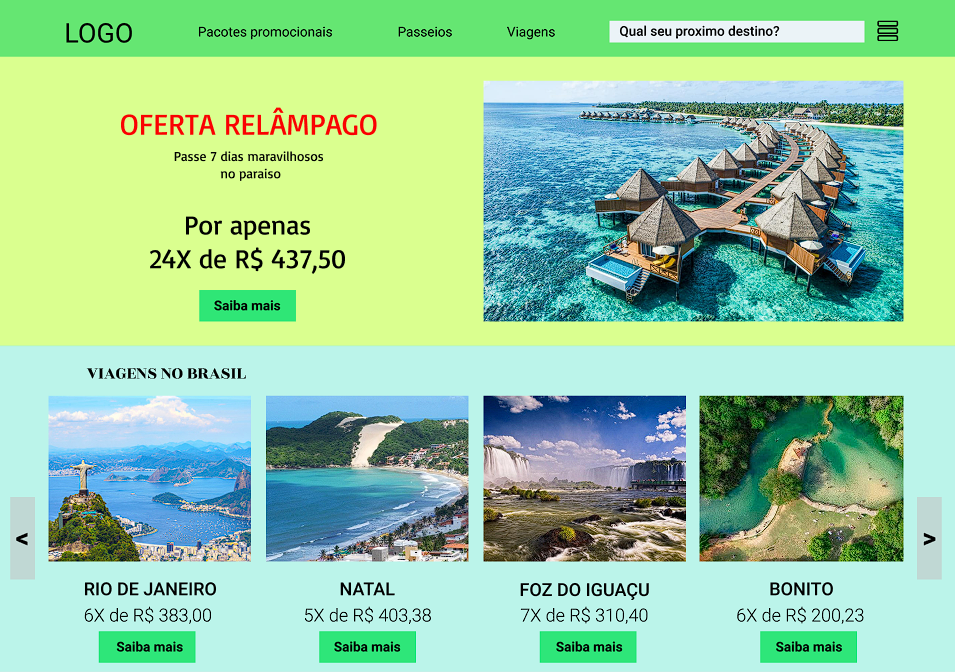 LOGO
Pacotes promocionais
Passeios
Viagens
Qual seu proximo destino?
OFERTA RELÂMPAGO
Passe 7 dias maravilhosos
no paraiso
Por apenas
24X de R$ 437,50
Saiba mais
VIAGENS NO BRASIL
<
>
RIO DE JANEIRO
6X de R$ 383,00
Saiba mais
NATAL
5X de R$ 403,38
Saiba mais
FOZ DO IGUAÇU
7X de R$ 310,40
Saiba mais
BONITO
6X de R$ 200,23
Saiba mais